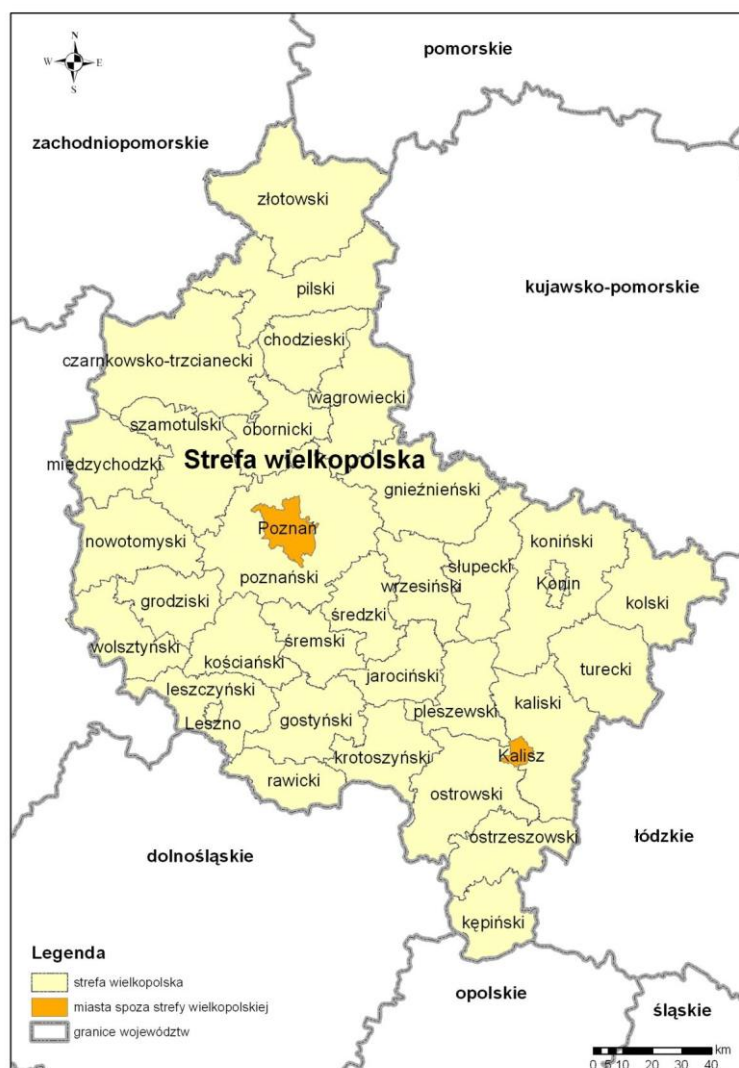 N
W E
S
pomorskie
zachodniopomorskie
złotowski
kujawsko-pomorskie
pilski
chodzieski
czarnkowsko-trzcianecki
wągrowiecki
szamotulski
obornicki
międzychodzki
Strefa wielkopolska
gnieźnieński
Poznań
nowotomyski
koniński
słupecki
poznański
wrzesiński
Konin
grodziski
kolski
średzki
wolsztyński
śremski
kościański
turecki
jarociński
leszczyński
kaliski
pleszewski
Leszno
gostyński
krotoszyński
Kalisz
rawicki
ostrowski
ostrzeszowski
łódzkie
dolnośląskie
kępiński
Legenda
strefa wielkopolska
miasta spoza strefy wielkopolskiej
granice województw
opolskie
śląskie
km
0 5 10 20 30 40